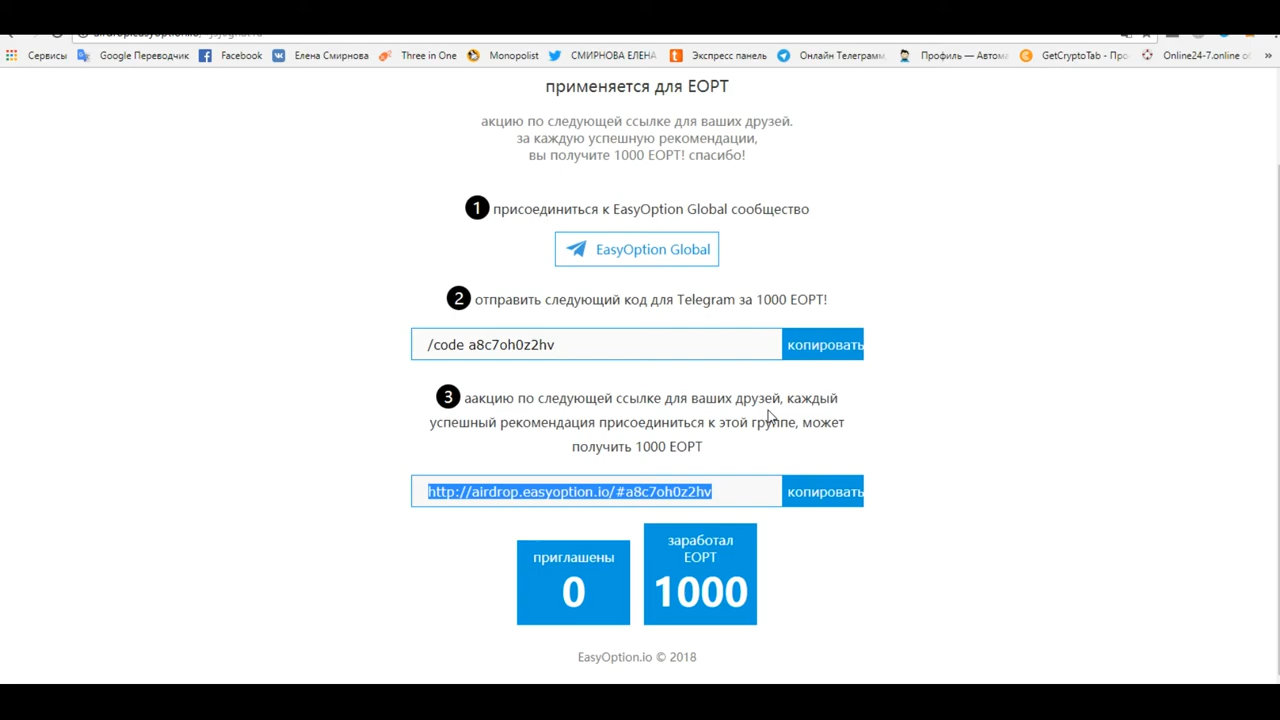 Сервисы Google Переводчик Facebook Елена Смирнова Three in One Monopolist СМИРНОВА ЕЛЕНА Экспресс панель Онлайн Телеграмм Профиль — Автома GetCryptoTab - Про Online24-7.online »
применяется для EOPT
акцию по следующей ссылке для ваших друзей.
за каждую успешную рекомендации,
вы получите 1000 EOPT! спасибо!
1 присоединиться к EasyOption Global сообщество
EasyOption Global
2 отправить следующий код для Telegram за 1000 EOPT!
/code a8c7oh0z2hv копировать
3 аакцию по следующей ссылке для ваших друзей, каждый
успешный рекомендация присоединиться к этой группе, может
получить 1000 EOPT
http://airdrop.easyoption.io/#a8c7oh0z2hv копировать
приглашены
0
заработал
EOPT
1000
EasyOption.io © 2018